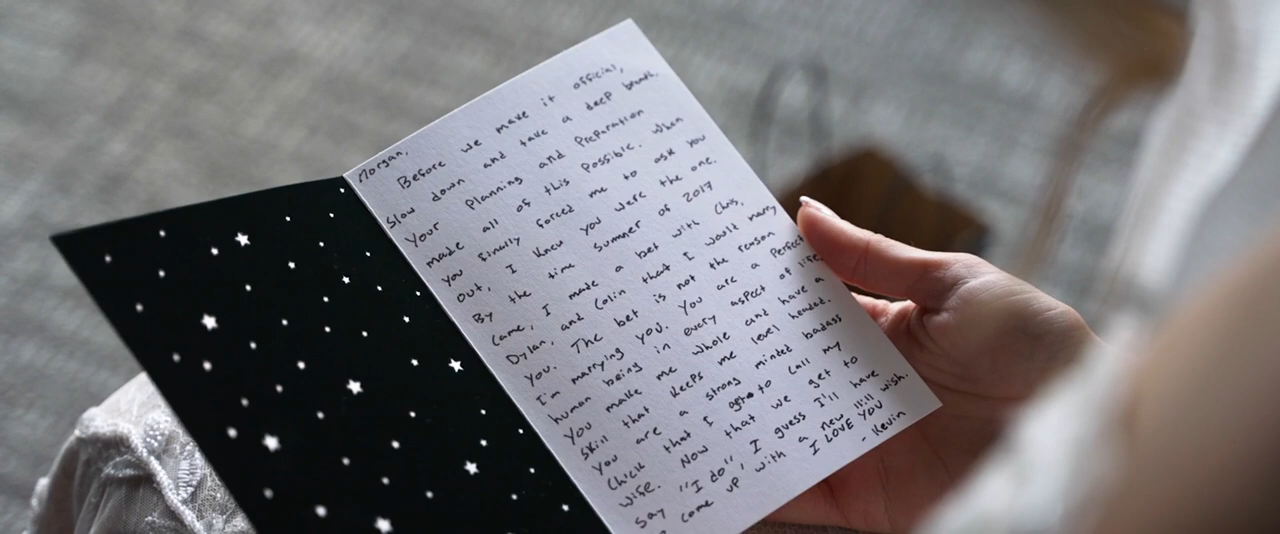 Morgan,
Before we make it official,
slow down and take a deep breath.
Your planning and preparation
made all of this possible. When
you finally forced me to ask you
out, I knew you were the one.
By the time summer of 2017
came, I made a bet with Chris,
Dylan, and Colin that I would marry
you. The bet is not the reason
I'm marrying you. You are a perfect
human being in every aspect of life.
You make me whole and have a
skill that keeps me level headed.
You are a strong minded badass
chick that I get to call my
wife. Now that we get to
say "I do", I guess I'll have
come up with a new 11:11 wish.
I LOVE YOU
- Kevin